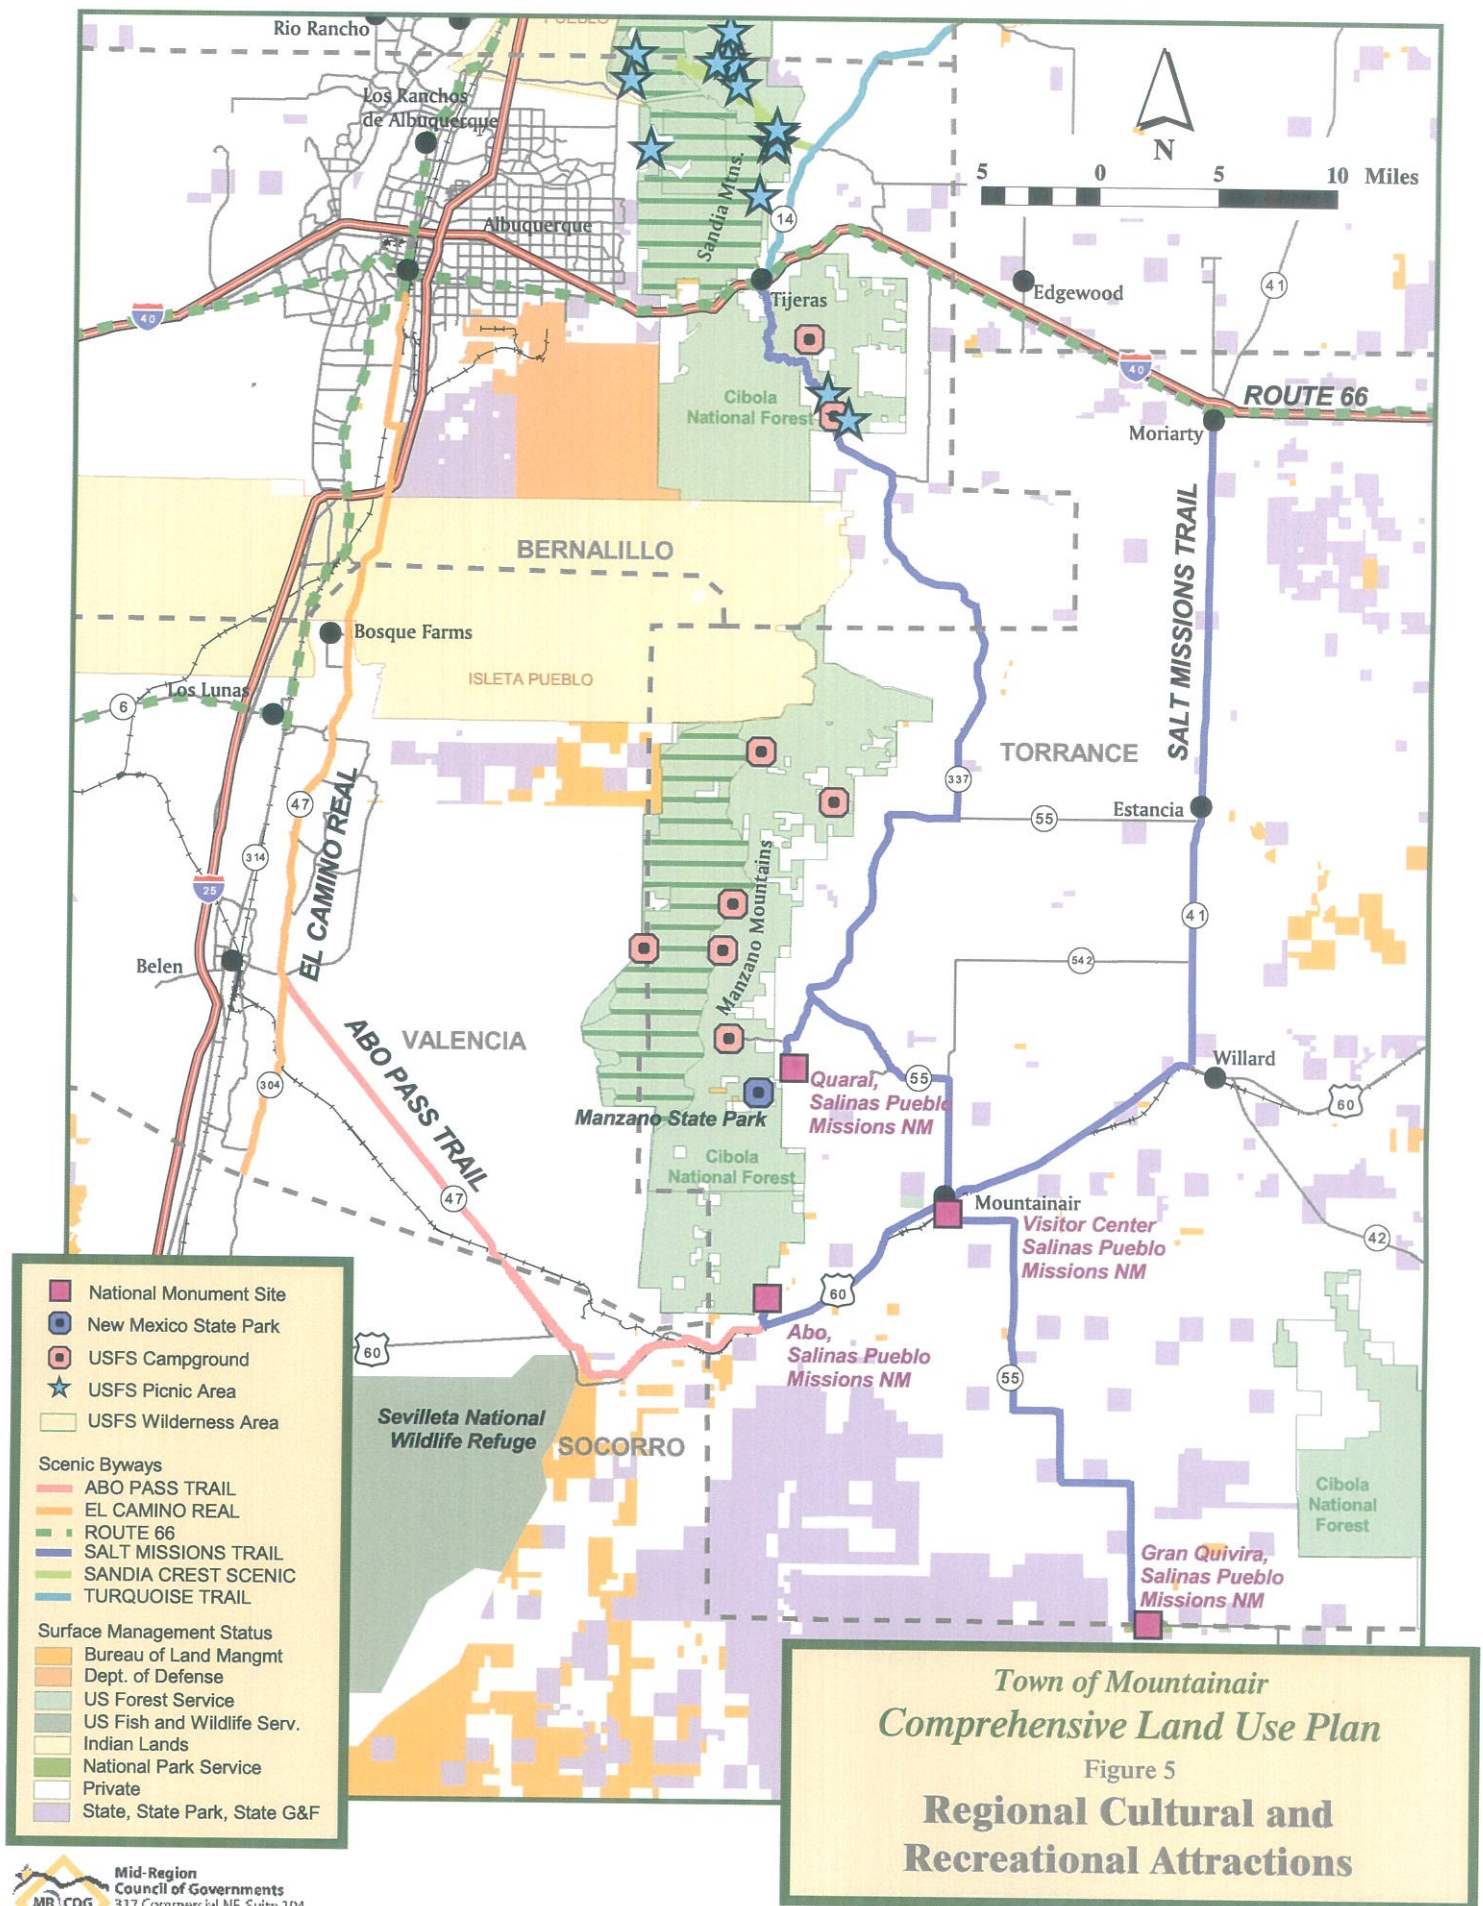 PUEBLO
Rio Rancho
Los Ranchos
de Albuquerque
Albuquerque
Sandia Mtns.
14
N
5 0 5 10 Miles
40
Tijeras
Edgewood
41
40
ROUTE 66
Moriarty
Cibola
National Forest
SALT MISSIONS TRAIL
BERNALILLO
Bosque Farms
ISLETA PUEBLO
Los Lunas
6
TORRANCE
337
47
EL CAMINO REAL
55
Estancia
314
25
Manzano Mountains
41
Belen
542
ABO PASS TRAIL
VALENCIA
Willard
304
55
60
Quarai,
Salinas Pueblo
Missions NM
Manzano State Park
Cibola
National Forest
47
Mountainair
Visitor Center
Salinas Pueblo
Missions NM
42
60
60
Abo,
Salinas Pueblo
Missions NM
55
Sevilleta National
Wildlife Refuge
SOCORRO
Cibola
National
Forest
Gran Quivira,
Salinas Pueblo
Missions NM
National Monument Site
New Mexico State Park
USFS Campground
USFS Picnic Area
USFS Wilderness Area
Scenic Byways
ABO PASS TRAIL
EL CAMINO REAL
ROUTE 66
SALT MISSIONS TRAIL
SANDIA CREST SCENIC
TURQUOISE TRAIL
Surface Management Status
Bureau of Land Mangmt
Dept. of Defense
US Forest Service
US Fish and Wildlife Serv.
Indian Lands
National Park Service
Private
State, State Park, State G&F
Town of Mountainair
Comprehensive Land Use Plan
Figure 5
Regional Cultural and
Recreational Attractions
Mid-Region
Council of Governments
MR COG
317 Commercial NE, Suite 104